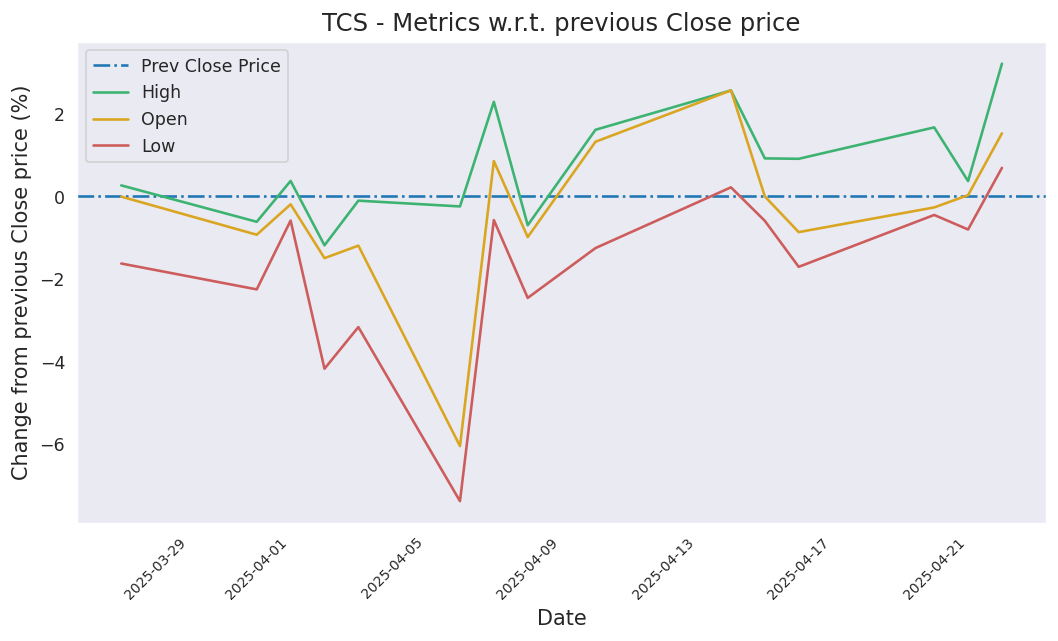 TCS - Metrics w.r.t. previous Close price
Prev Close Price
High
Open
Low
Change from previous Close price (%)
2
0
−2
−4
−6
2025-03-29
2025-04-01
2025-04-05
2025-04-09
2025-04-13
2025-04-17
2025-04-21
Date